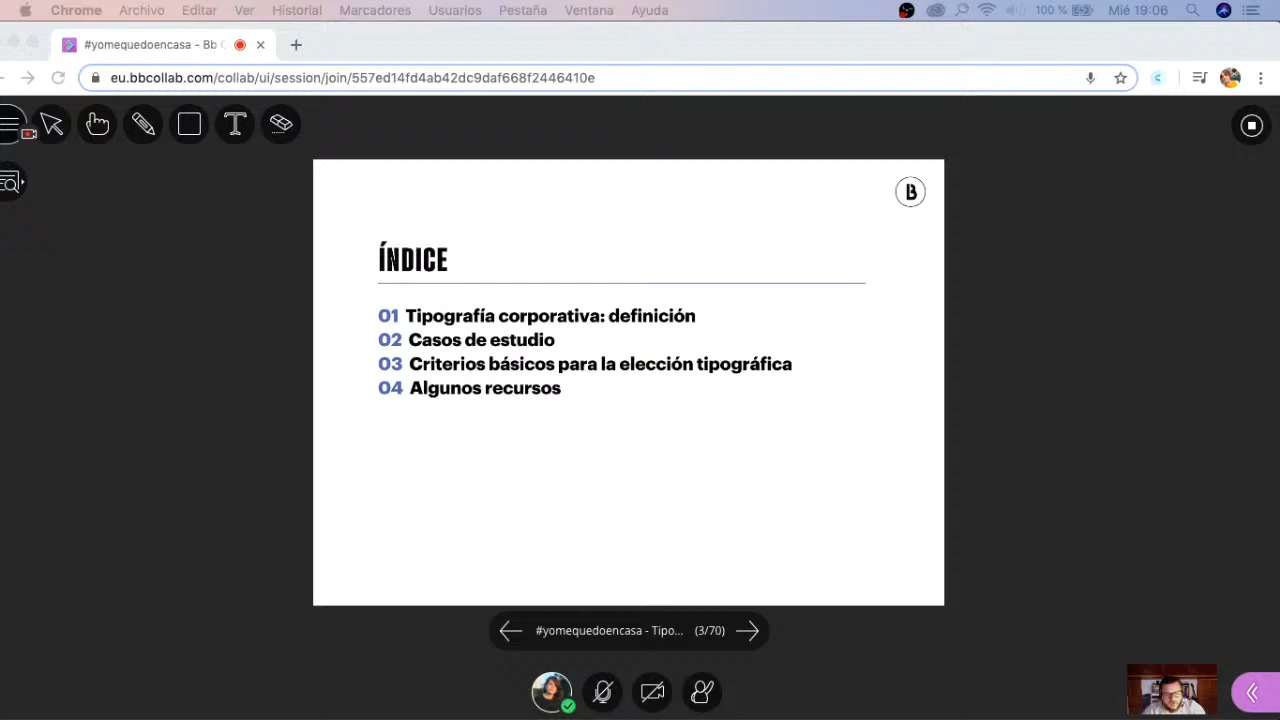 Chrome Archivo Editar Ver Historial Marcadores Usuarios Pestaña Ventana Ayuda 100 % Mié 19:06
#yomequedoencasa - Bb
eu.bbcollab.com/collab/ui/session/join/557ed14fd4ab42dc9daf668f2446410e
B
ÍNDICE
01 Tipografía corporativa: definición
02 Casos de estudio
03 Criterios básicos para la elección tipográfica
04 Algunos recursos
#yomequedoencasa - Tipo... (3/70)